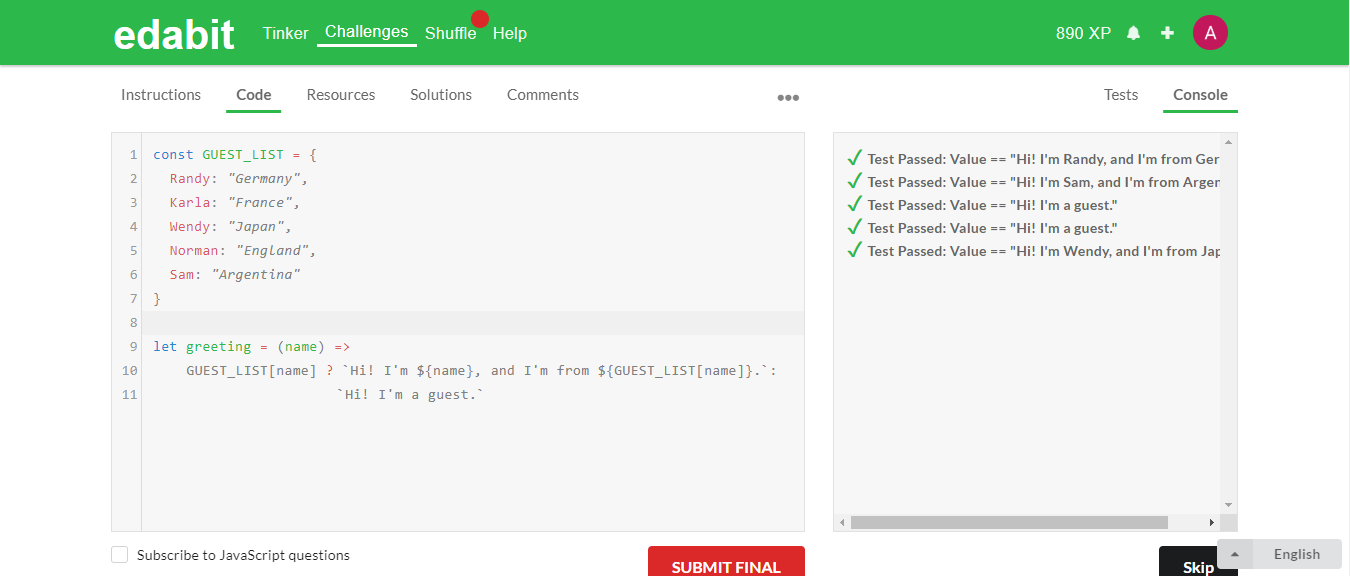 edabit Tinker Challenges Shuffle Help 890 XP A
Instructions Code Resources Solutions Comments ••• Tests Console
1 const GUEST_LIST = {
2 Randy: "Germany",
3 Karla: "France",
4 Wendy: "Japan",
5 Norman: "England",
6 Sam: "Argentina"
7 }
8
9 let greeting = (name) =>
10 GUEST_LIST[name] ? `Hi! I'm ${name}, and I'm from ${GUEST_LIST[name]}.`:
11 `Hi! I'm a guest.`
✓ Test Passed: Value == "Hi! I'm Randy, and I'm from Ger
✓ Test Passed: Value == "Hi! I'm Sam, and I'm from Argen
✓ Test Passed: Value == "Hi! I'm a guest."
✓ Test Passed: Value == "Hi! I'm a guest."
✓ Test Passed: Value == "Hi! I'm Wendy, and I'm from Jap
Subscribe to JavaScript questions
SUBMIT FINAL
Skip
English